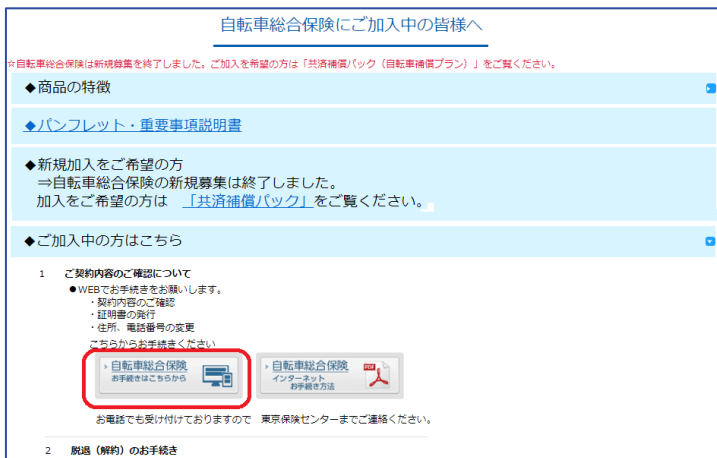 自転車総合保険にご加入中の皆様へ
☆自転車総合保険は新規募集を終了しました。ご加入を希望の方は「共済補償パック（自転車補償プラン）」をご覧ください。
◆商品の特徴
◆パンフレット・重要事項説明書
◆新規加入をご希望の方
⇒自転車総合保険の新規募集は終了しました。
加入をご希望の方は 「共済補償パック」をご覧ください。
◆ご加入中の方はこちら
1 ご契約内容のご確認について
●WEBでお手続きをお願いします。
・契約内容のご確認
・証明書の発行
・住所、電話番号の変更
こちらからお手続きください
自転車総合保険
お手続きはこちらから
自転車総合保険
インターネット
お手続き方法
PDF
お電話でも受け付けておりますので 東京保険センターまでご連絡ください。
2 脱退（解約）のお手続き